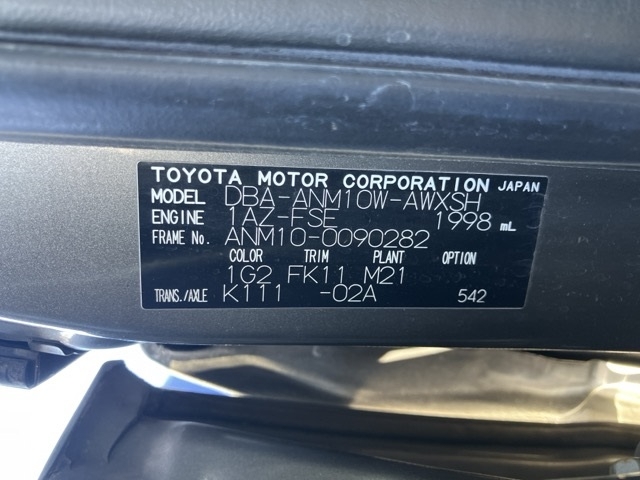 TOYOTA MOTOR CORPORATION JAPAN
MODEL DBA-ANM10W-AWXSH
ENGINE 1AZ-FSE 1998 mL
FRAME No. ANM10-0090282
COLOR TRIM PLANT OPTION
1G2 FK11 M21
TRANS./AXLE K111 -02A 542